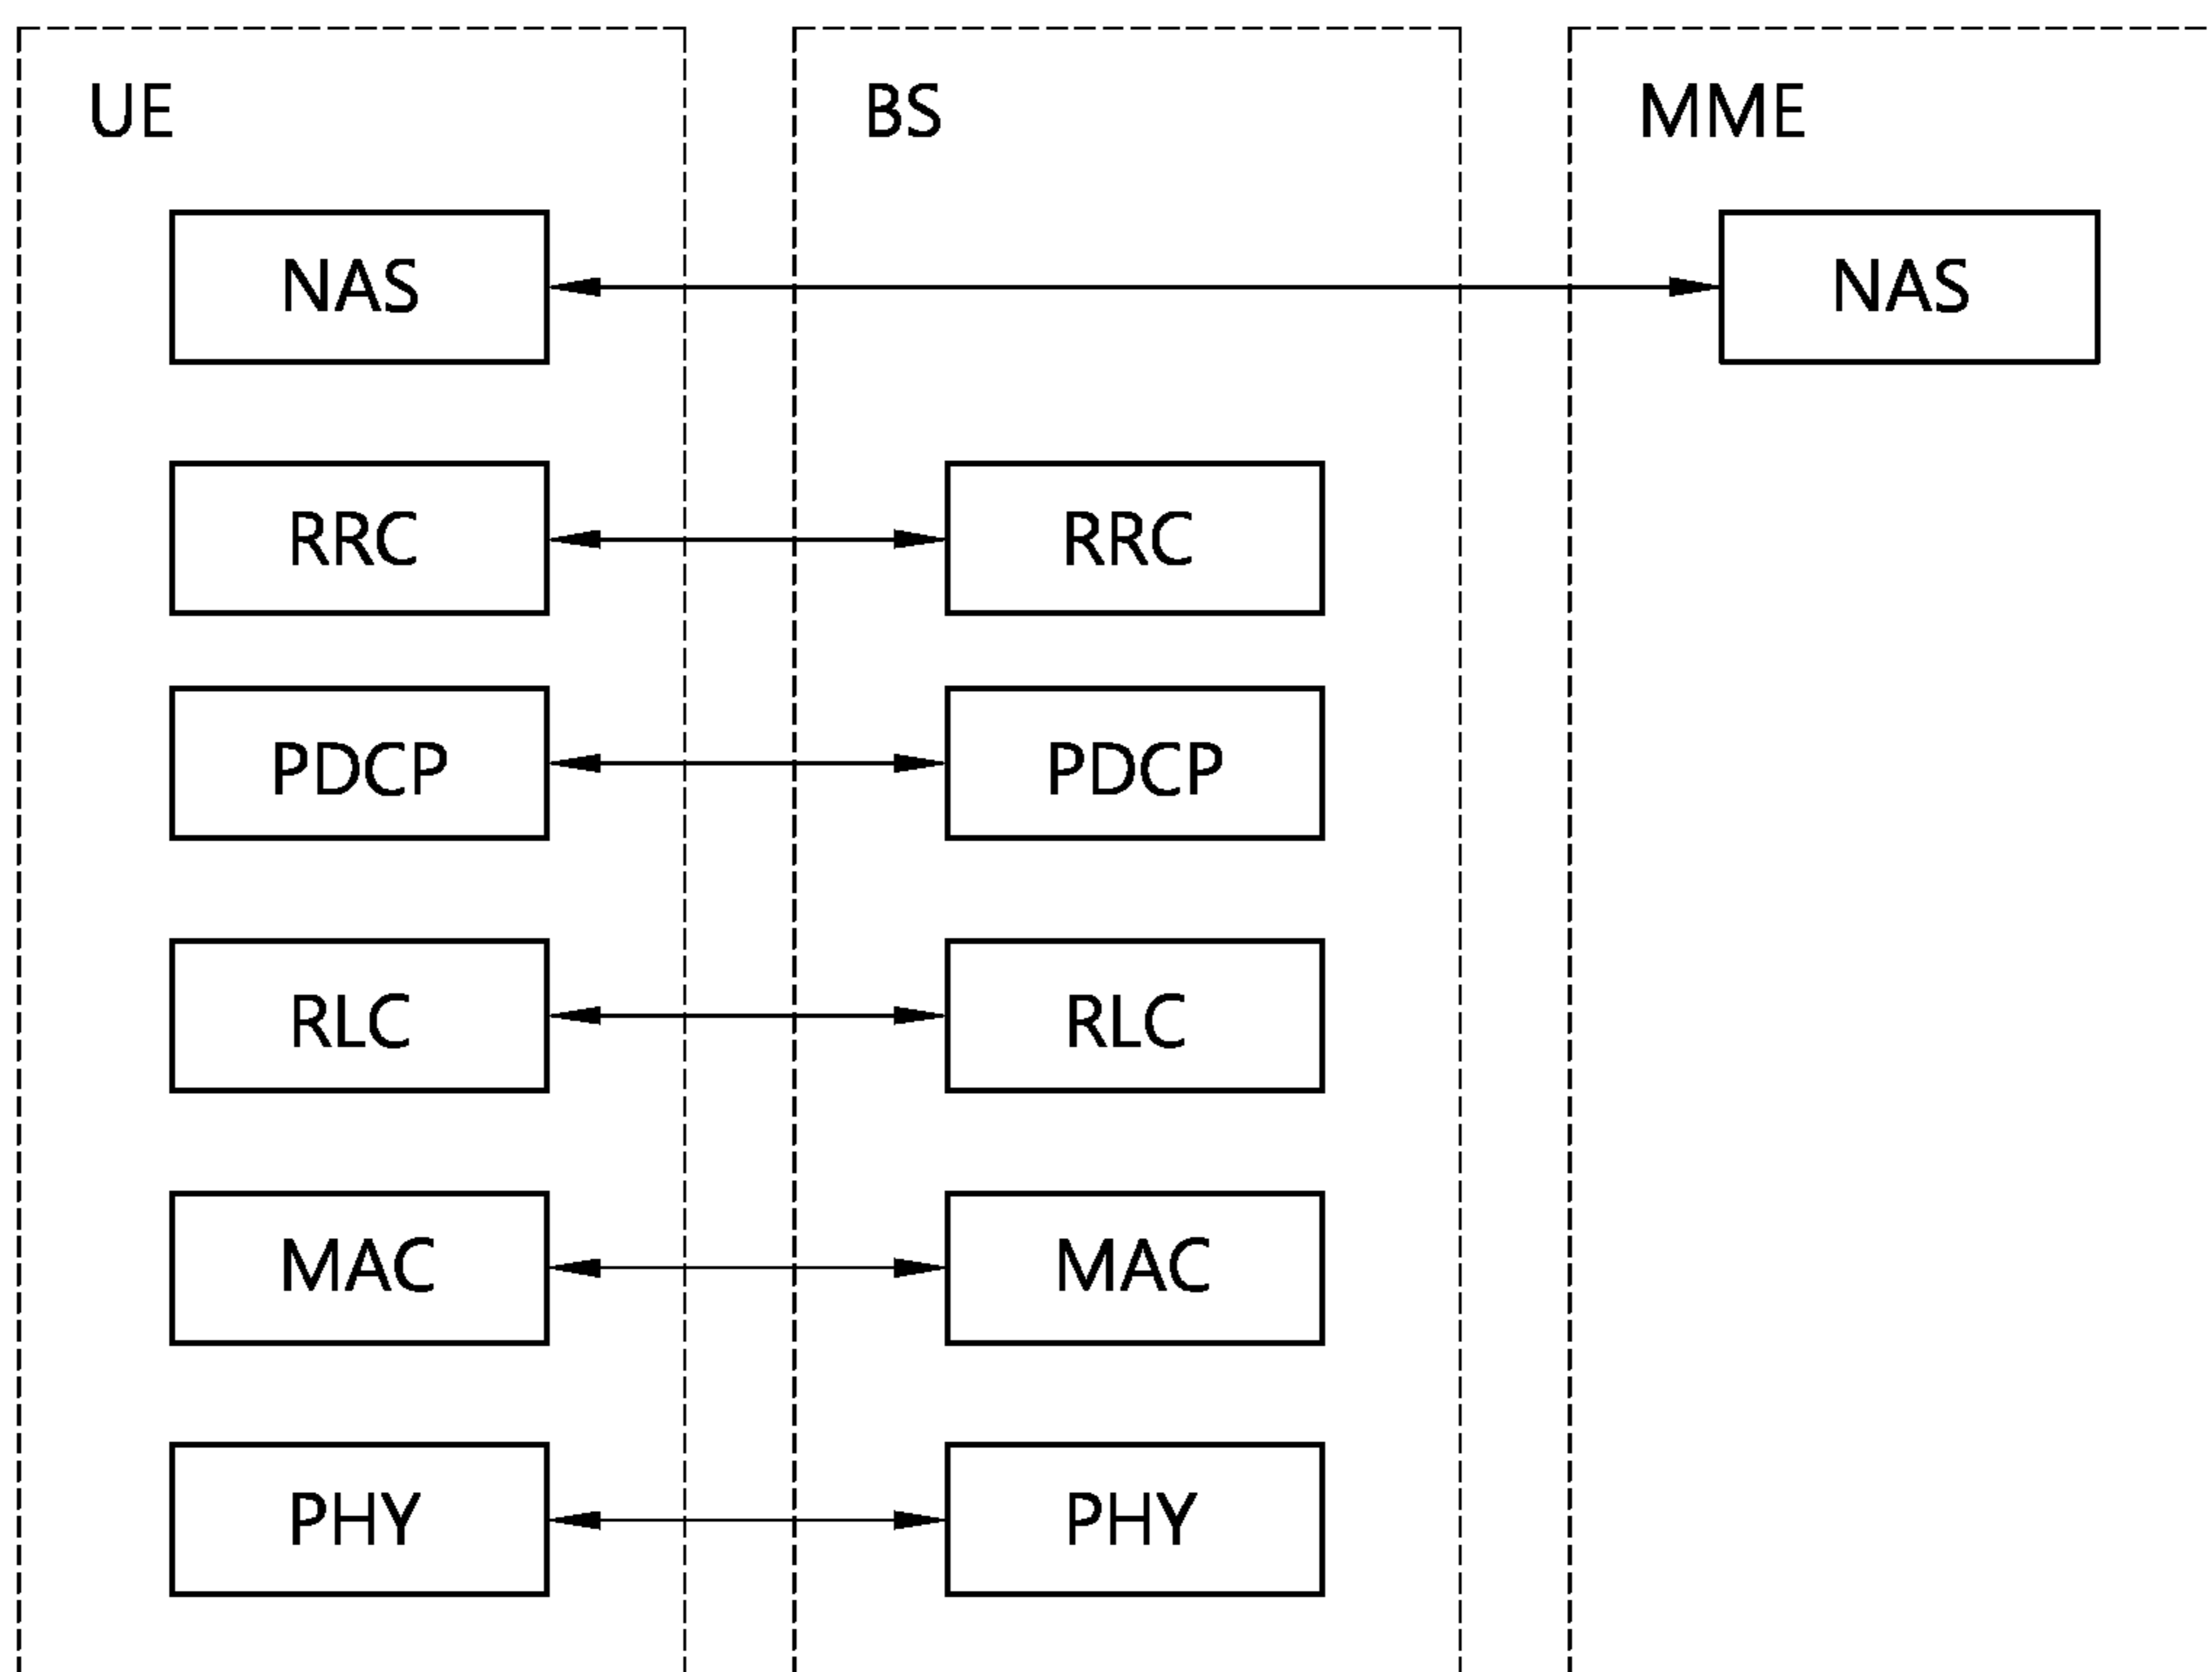 UE BS MME
NAS NAS
RRC RRC
PDCP PDCP
RLC RLC
MAC MAC
PHY PHY